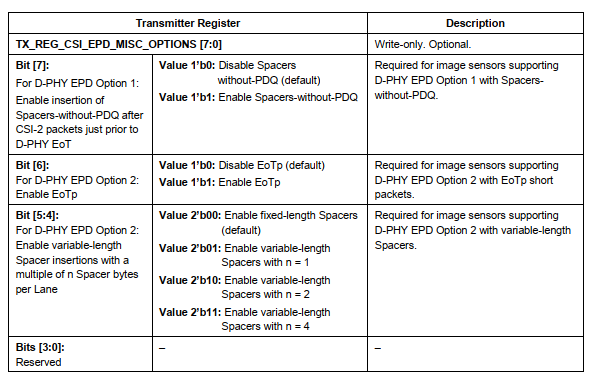 Transmitter Register
Description
TX_REG_CSI_EPD_MISC_OPTIONS [7:0]
Write-only. Optional.
Bit [7]:
For D-PHY EPD Option 1:
Enable insertion of
Spacers-without-PDQ after
CSI-2 packets just prior to
D-PHY EoT
Value 1'b0: Disable Spacers
without-PDQ (default)
Value 1'b1: Enable Spacers-without-PDQ
Required for image sensors supporting
D-PHY EPD Option 1 with Spacers-
without-PDQ.
Bit [6]:
For D-PHY EPD Option 2:
Enable EoTp
Value 1'b0: Disable EoTp (default)
Value 1'b1: Enable EoTp
Required for image sensors supporting
D-PHY EPD Option 2 with EoTp short
packets.
Bit [5:4]:
For D-PHY EPD Option 2:
Enable variable-length
Spacer insertions with a
multiple of n Spacer bytes
per Lane
Value 2'b00: Enable fixed-length Spacers
(default)
Value 2'b01: Enable variable-length
Spacers with n = 1
Value 2'b10: Enable variable-length
Spacers with n = 2
Value 2'b11: Enable variable-length
Spacers with n = 4
Required for image sensors supporting
D-PHY EPD Option 2 with variable-length
Spacers.
Bits [3:0]:
Reserved
–
–